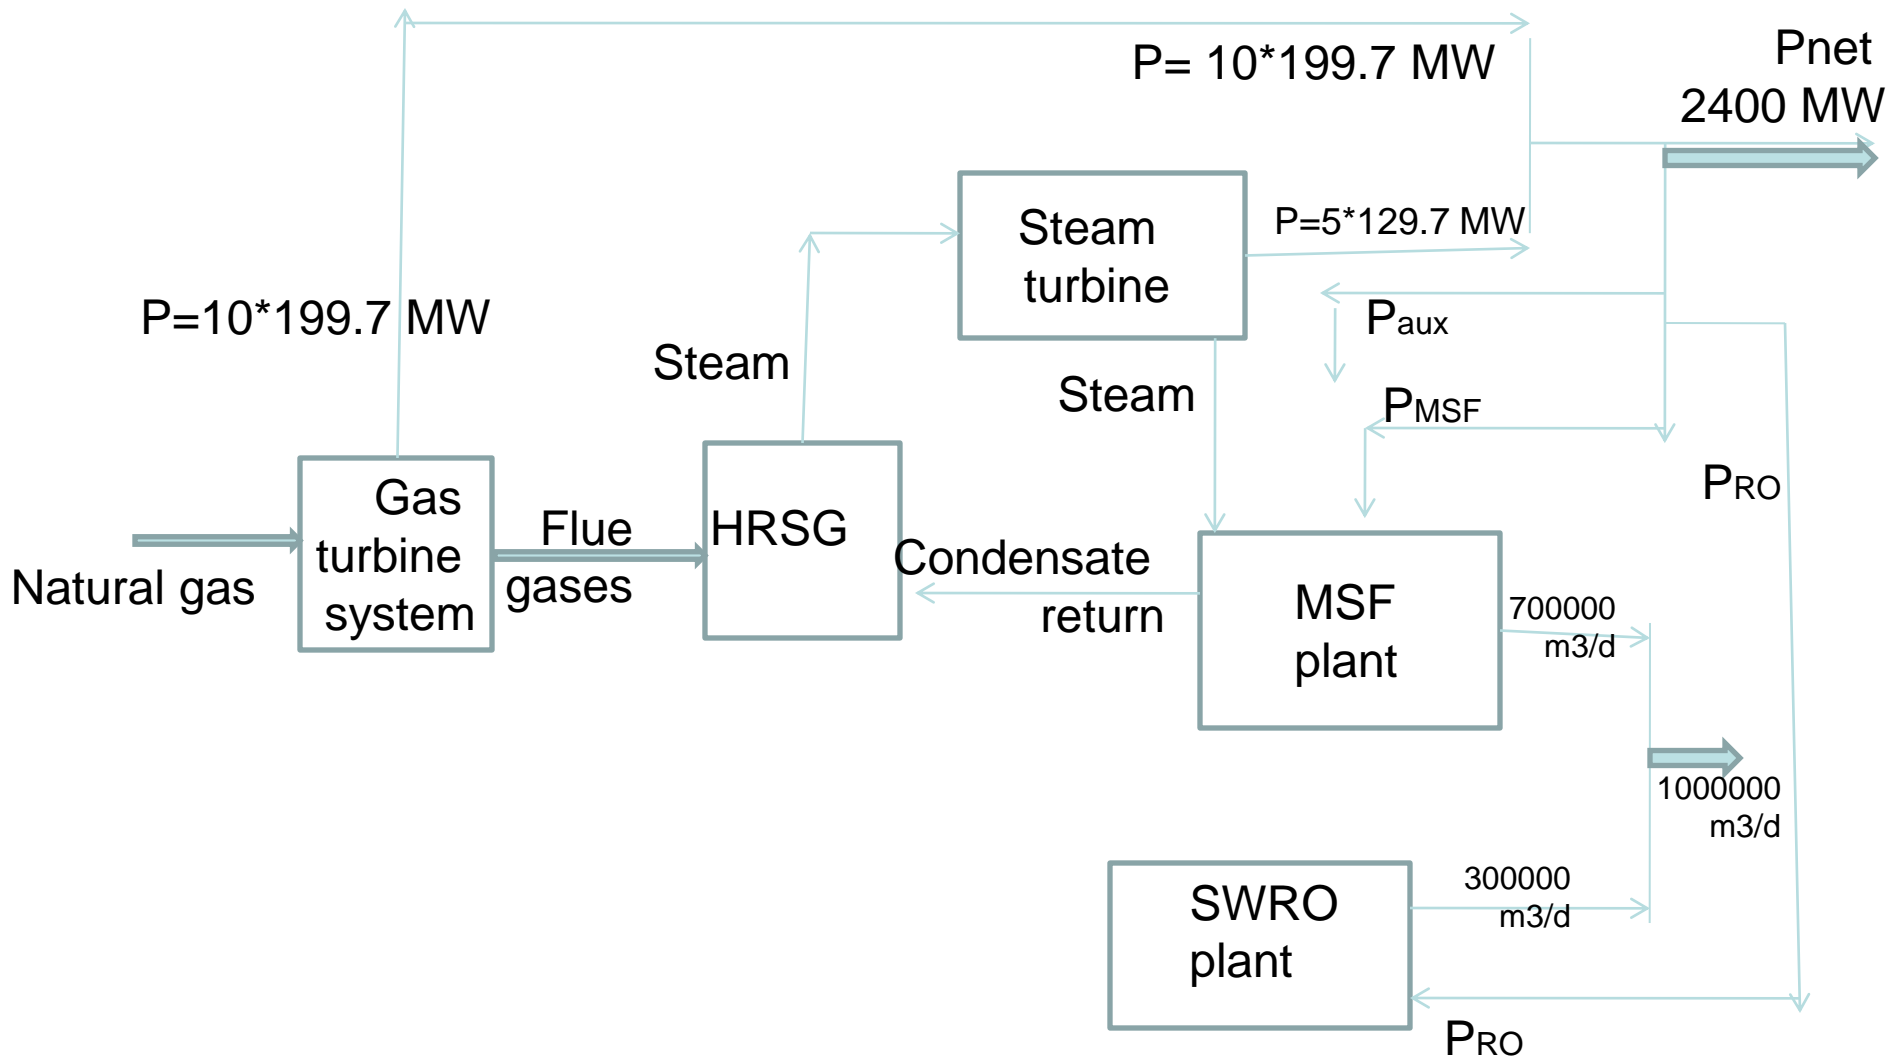 P= 10*199.7 MW
Pnet
2400 MW
Steam
turbine
P=5*129.7 MW
P=10*199.7 MW
Paux
Steam
Steam
PMSF
PRO
Gas
turbine
system
Flue
gases
HRSG
Natural gas
Condensate
return
MSF
plant
700000
m3/d
1000000
m3/d
SWRO
plant
300000
m3/d
PRO